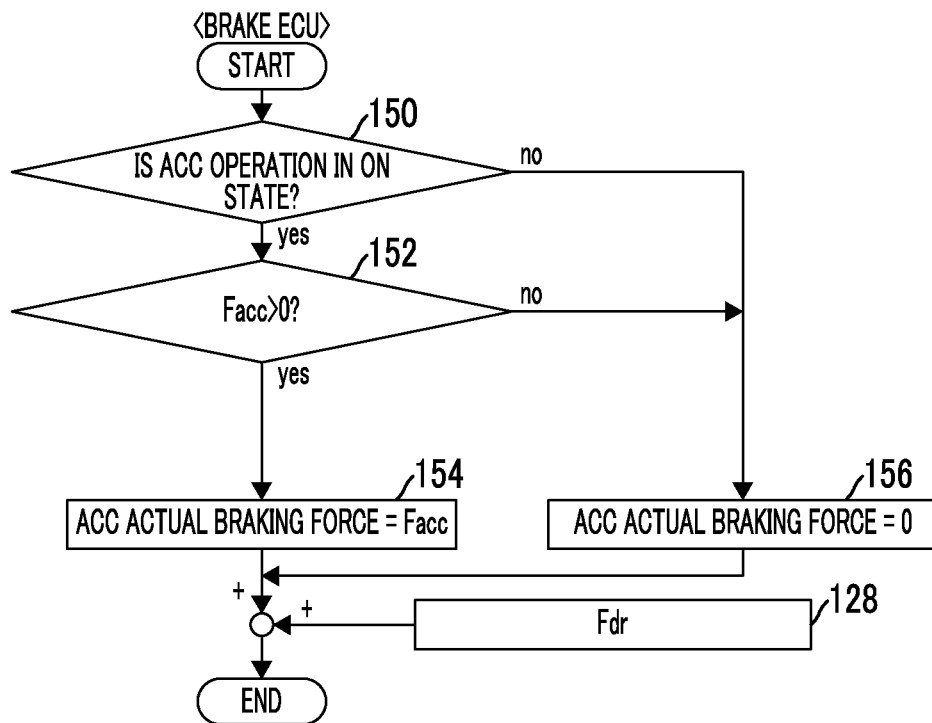 〈BRAKE ECU〉
START
150
IS ACC OPERATION IN ON
STATE?
no
yes
152
Facc>0?
no
yes
154
ACC ACTUAL BRAKING FORCE = Facc
156
ACC ACTUAL BRAKING FORCE = 0
+
+
128
Fdr
END